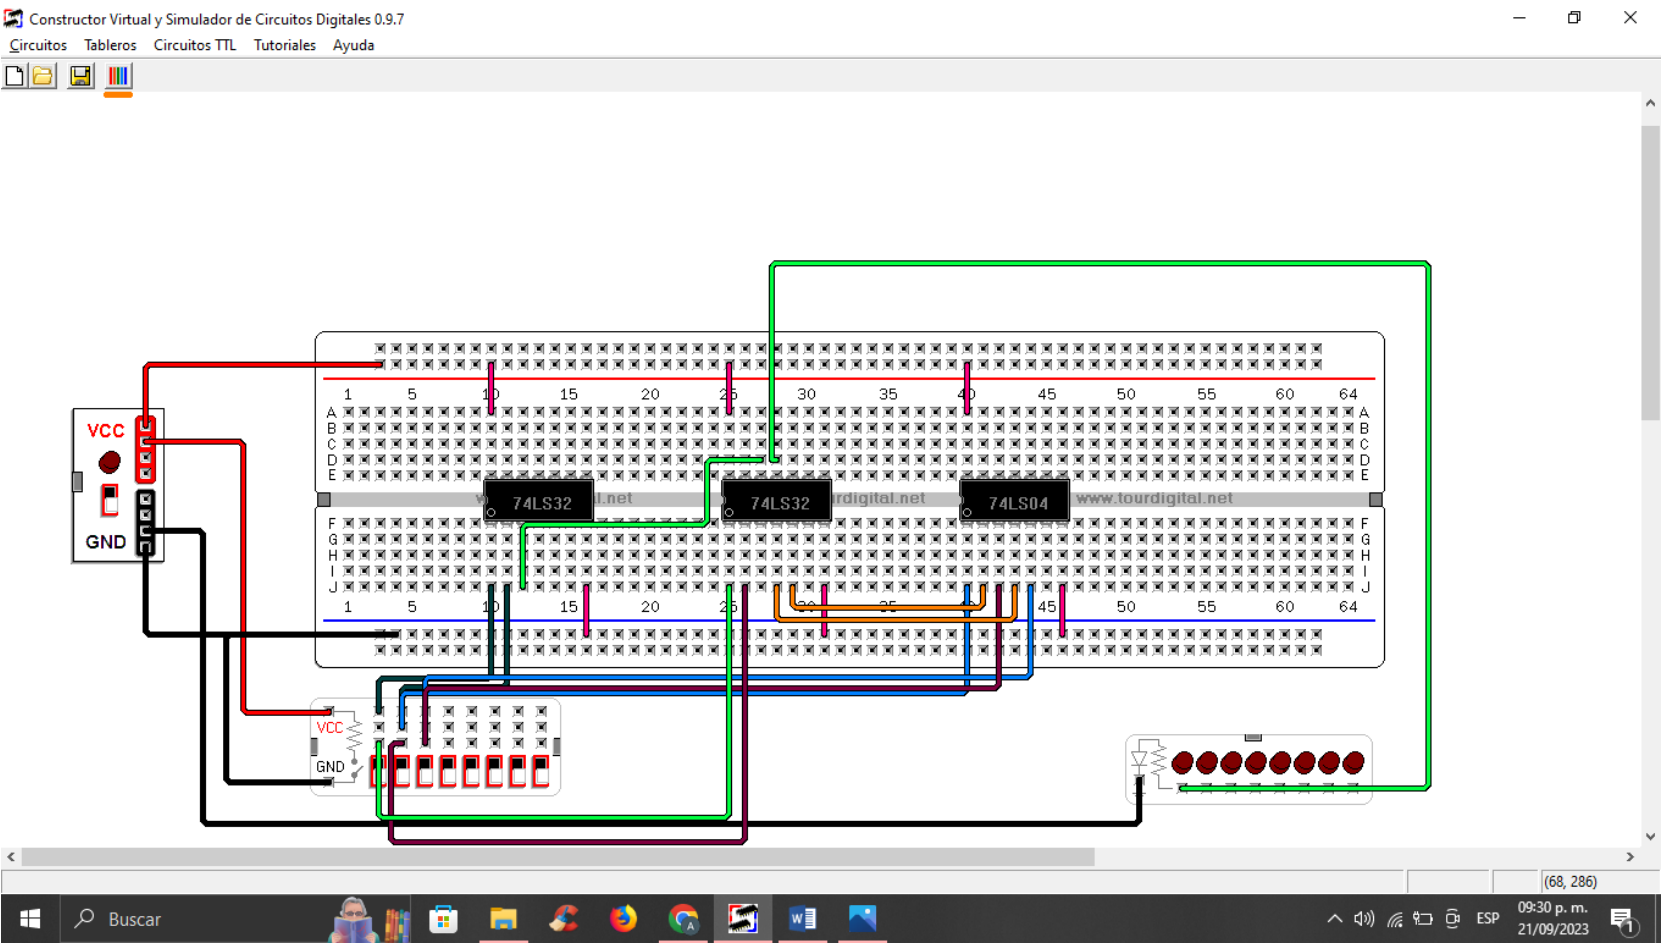 Constructor Virtual y Simulador de Circuitos Digitales 0.9.7
Circuitos Tableros Circuitos TTL Tutoriales Ayuda
1 5 10 15 20 25 30 35 40 45 50 55 60 64
A A
B B
C C
D D
E E
VCC
GND
74LS32 l.net 74LS32 urdigital.net 74LS04 www.tourdigital.net
F F
G G
H H
I I
J J
1 5 10 15 20 25 30 35 40 45 50 55 60 64
VCC
GND
(68, 286)
Buscar
ESP
09:30 p. m.
21/09/2023
1